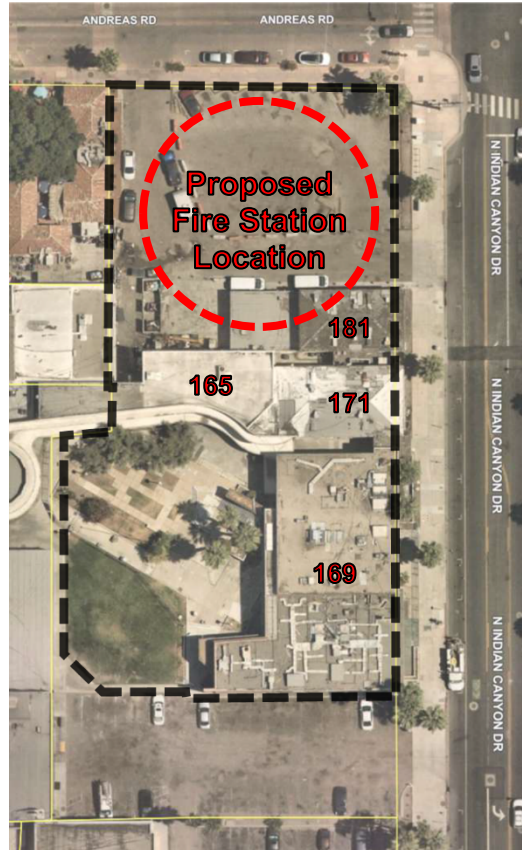 ANDREAS RD
ANDREAS RD
Proposed
Fire Station
Location
N INDIAN CANYON DR
181
165
171
N INDIAN CANYON DR
169
N INDIAN CANYON DR